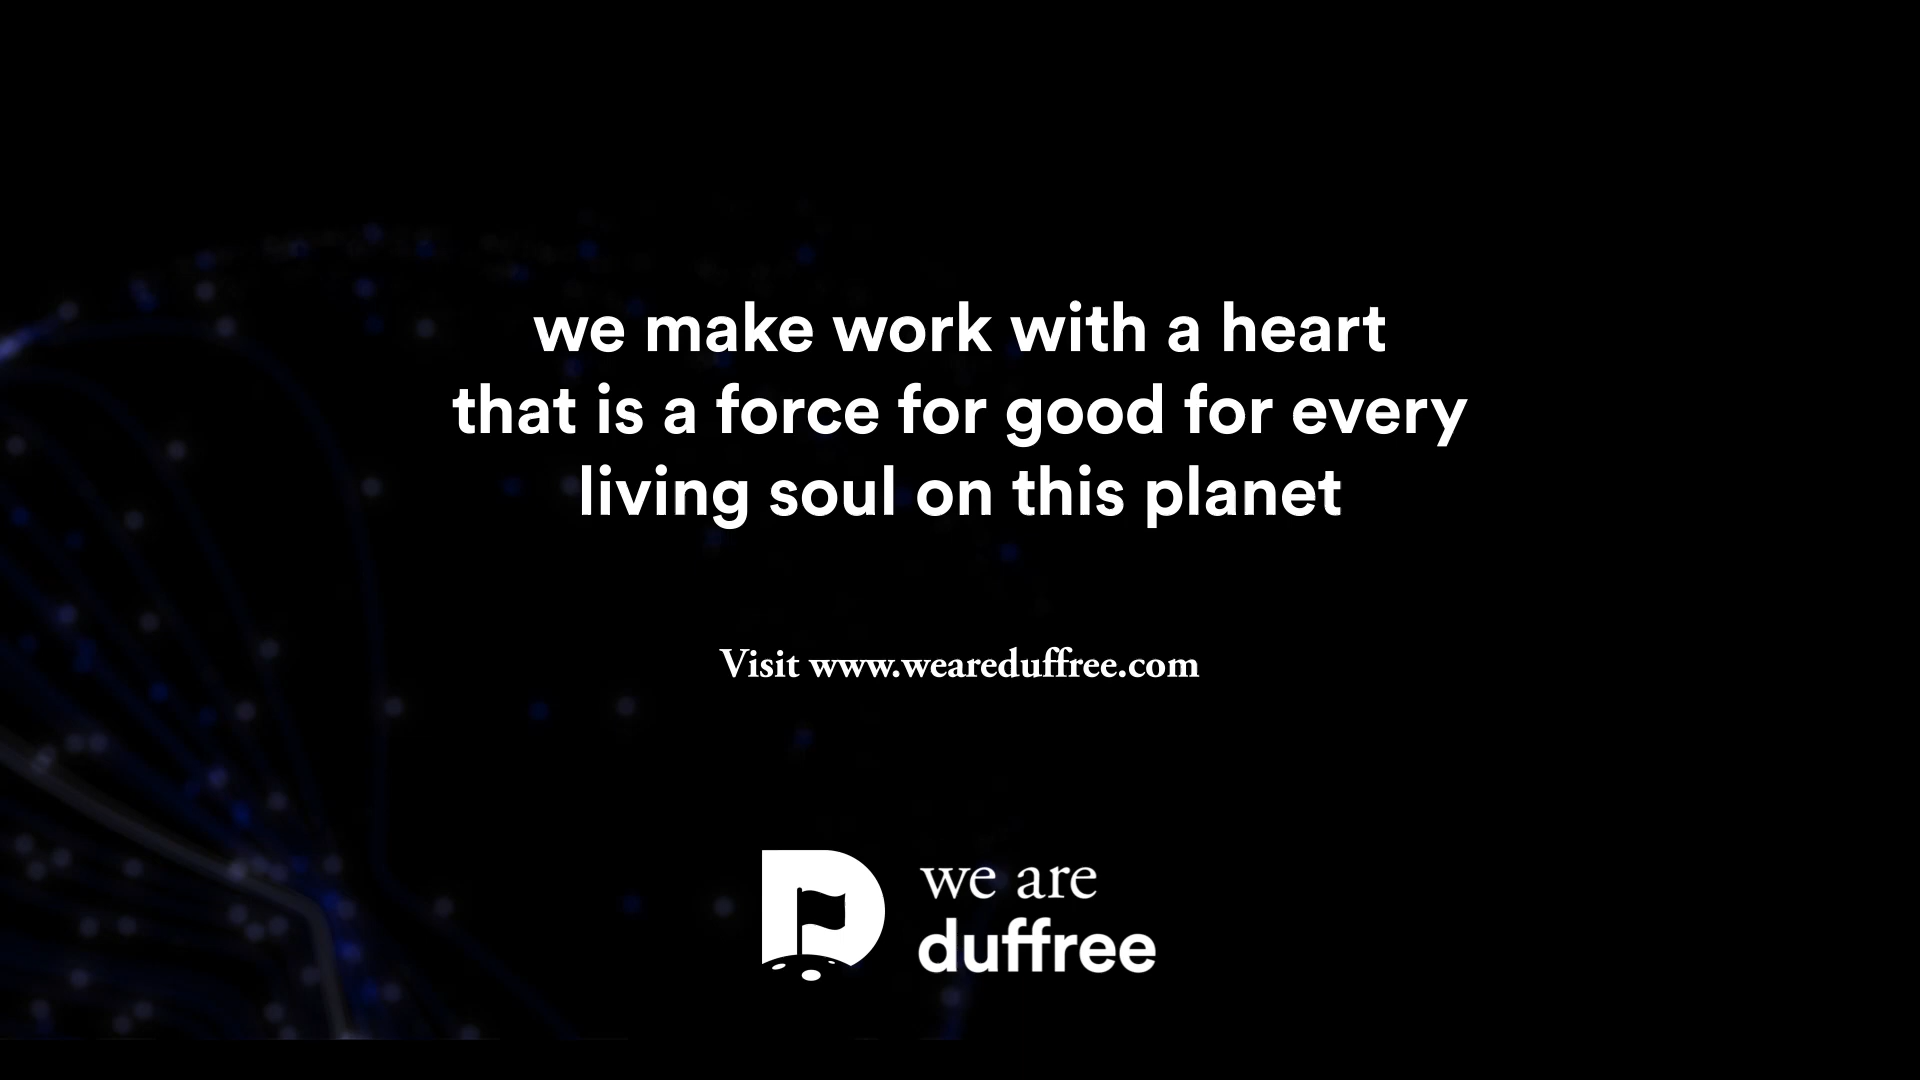 we make work with a heart
that is a force for good for every
living soul on this planet
Visit www.weareduffree.com
we are
duffree